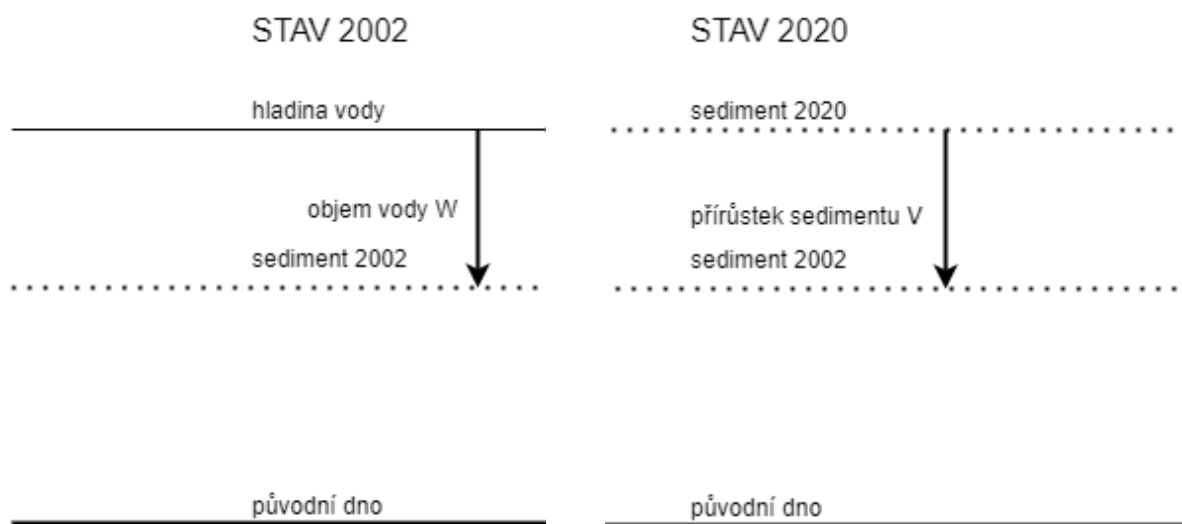 STAV 2002
hladina vody
objem vody W
sediment 2002
původní dno
STAV 2020
sediment 2020
přírůstek sedimentu V
sediment 2002
původní dno